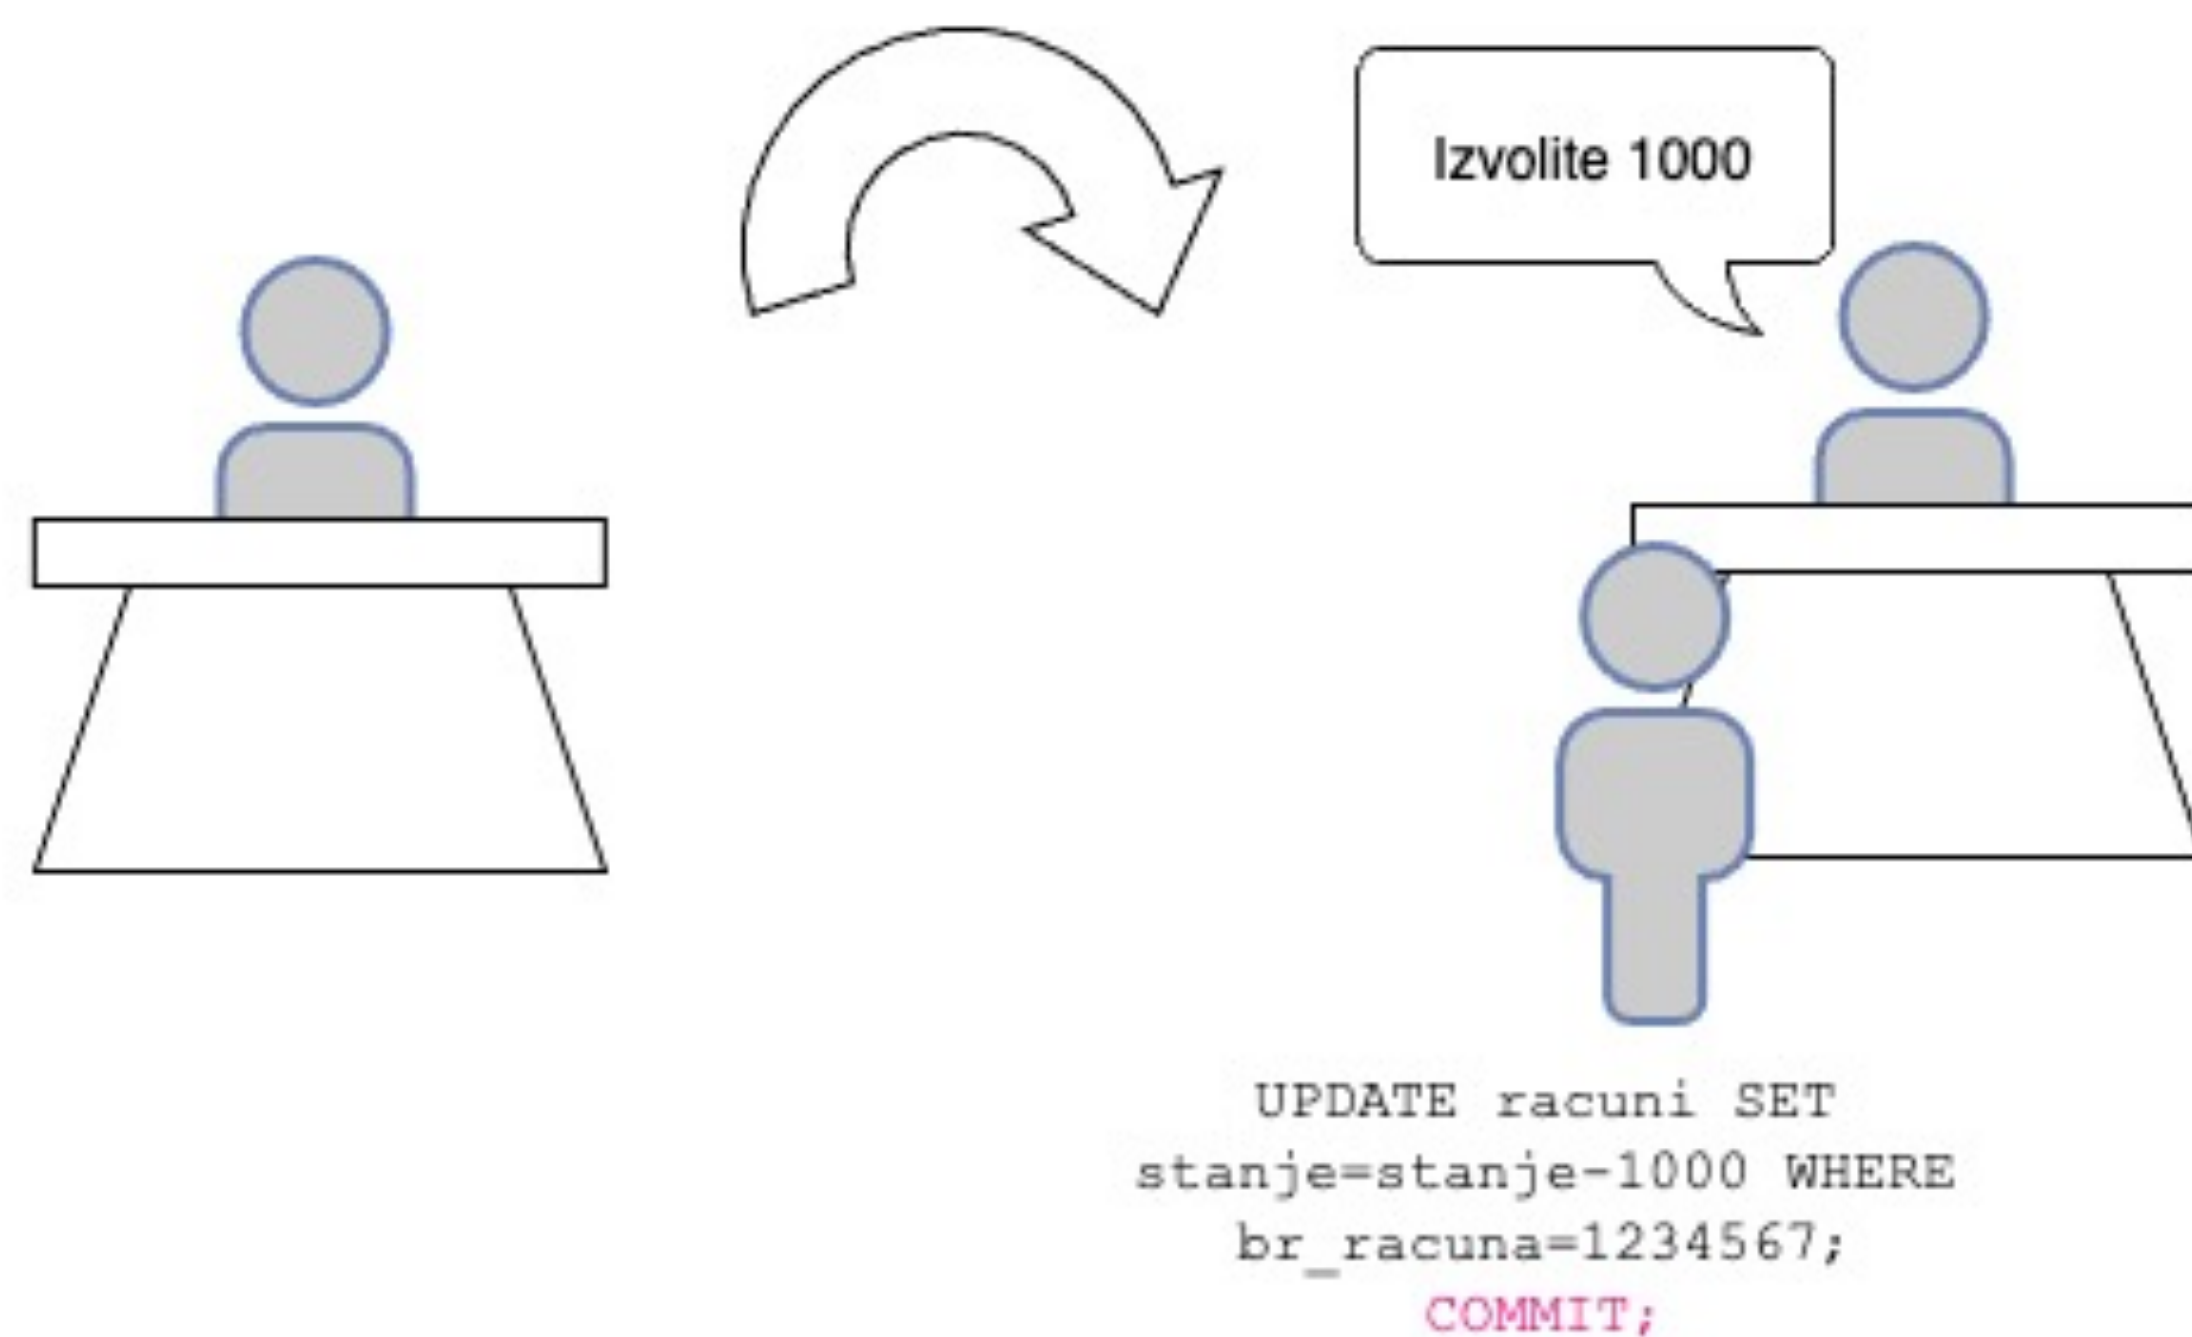 Izvolite 1000
UPDATE racuni SET
stanje=stanje-1000 WHERE
br_racuna=1234567;
COMMIT;